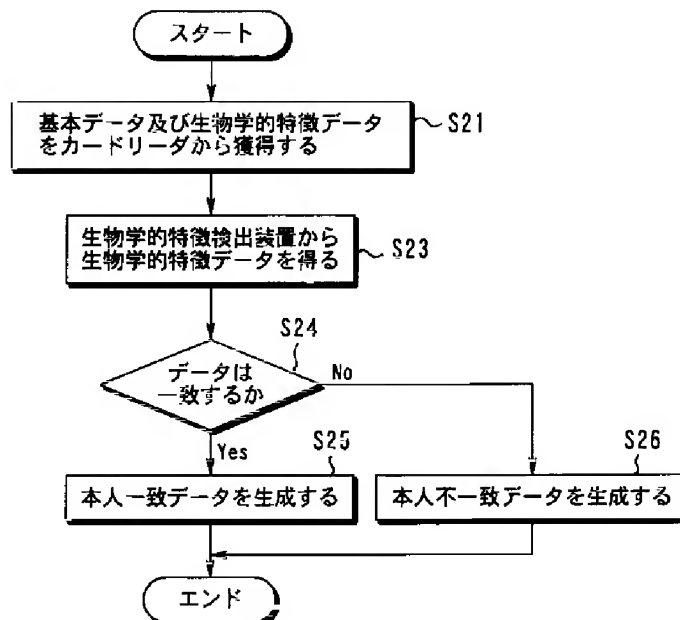 スタート
基本データ及び生物学的特徴データ
をカードリーダから獲得する
S21
生物学的特徴検出装置から
生物学的特徴データを得る
S23
S24
データは
一致するか
No
Yes
S25
本人一致データを生成する
S26
本人不一致データを生成する
エンド